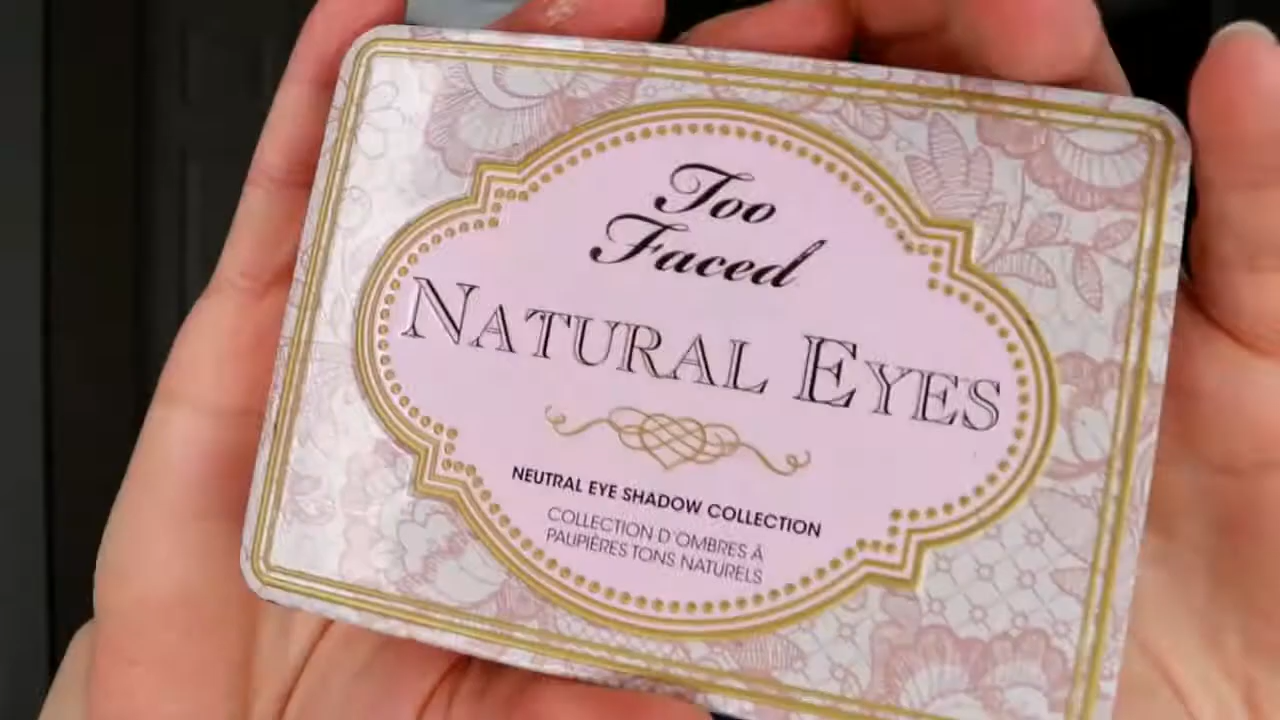 Too
Faced
NATURAL EYES
NEUTRAL EYE SHADOW COLLECTION
COLLECTION D'OMBRES À
PAUPIÈRES TONS NATURELS